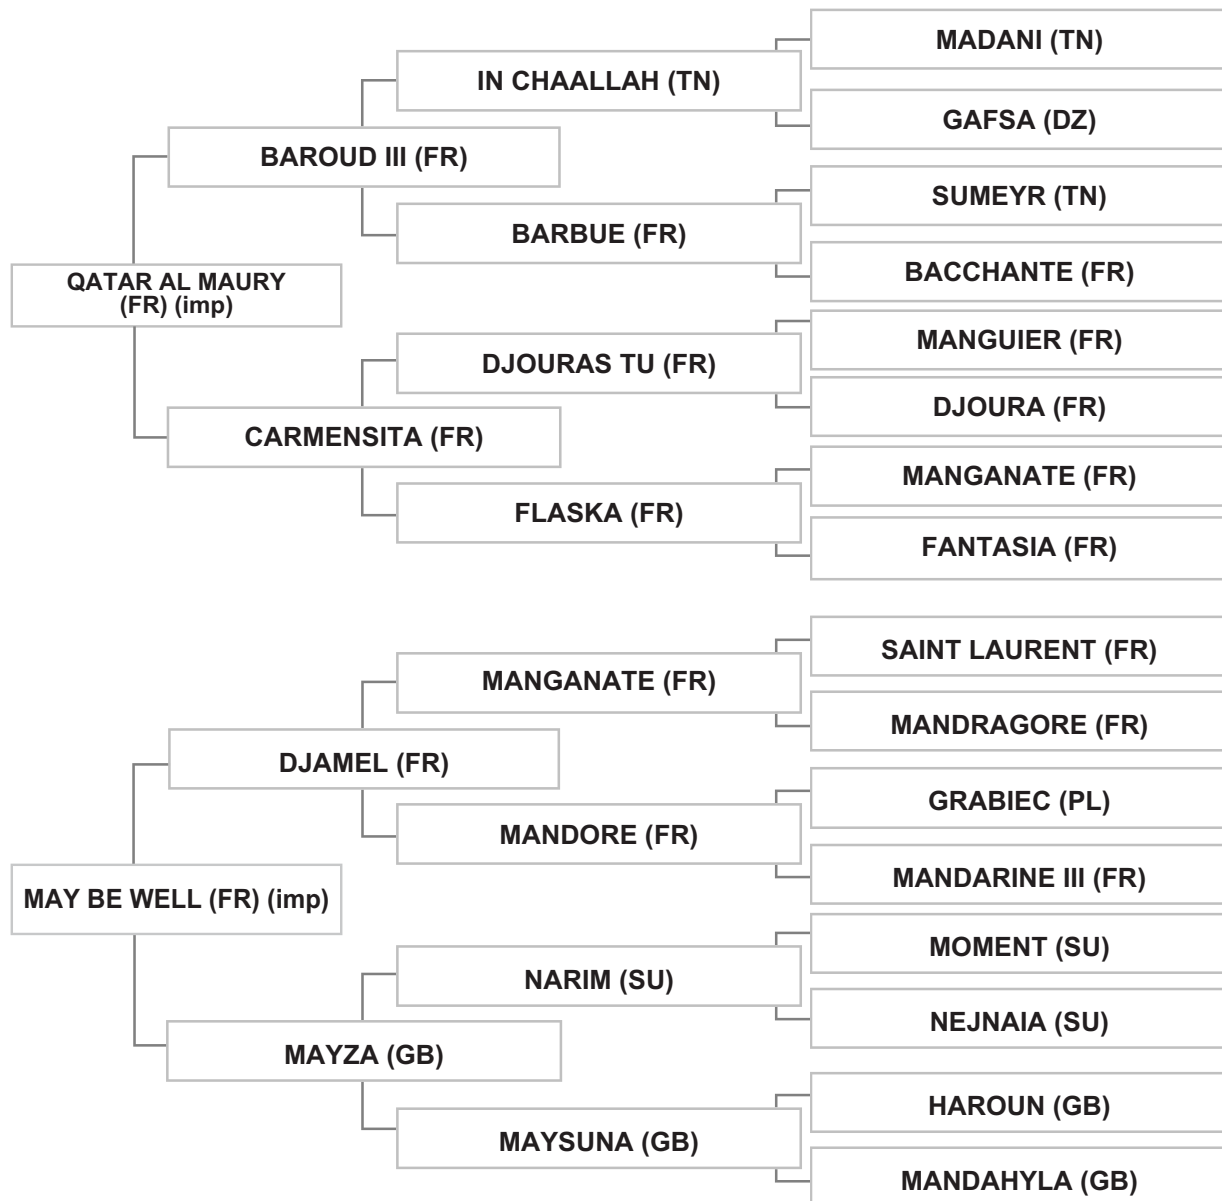 MADANI (TN)
IN CHAALLAH (TN)
GAFSA (DZ)
BAROUD III (FR)
SUMEYR (TN)
BARBUE (FR)
BACCHANTE (FR)
QATAR AL MAURY
(FR) (imp)
MANGUIER (FR)
DJOURAS TU (FR)
DJOURA (FR)
CARMENSITA (FR)
MANGANATE (FR)
FLASKA (FR)
FANTASIA (FR)
SAINT LAURENT (FR)
MANGANATE (FR)
MANDRAGORE (FR)
DJAMEL (FR)
GRABIEC (PL)
MANDORE (FR)
MANDARINE III (FR)
MAY BE WELL (FR) (imp)
MOMENT (SU)
NARIM (SU)
NEJNAIA (SU)
MAYZA (GB)
HAROUN (GB)
MAYSUNA (GB)
MANDAHYLA (GB)